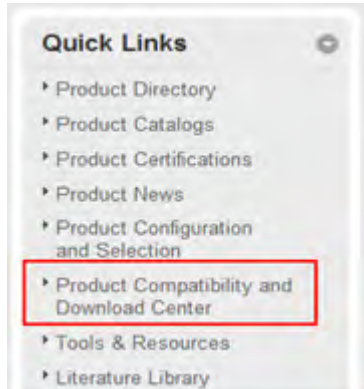 Quick Links
Product Directory
Product Catalogs
Product Certifications
Product News
Product Configuration
and Selection
Product Compatibility and
Download Center
Tools & Resources
Literature Library